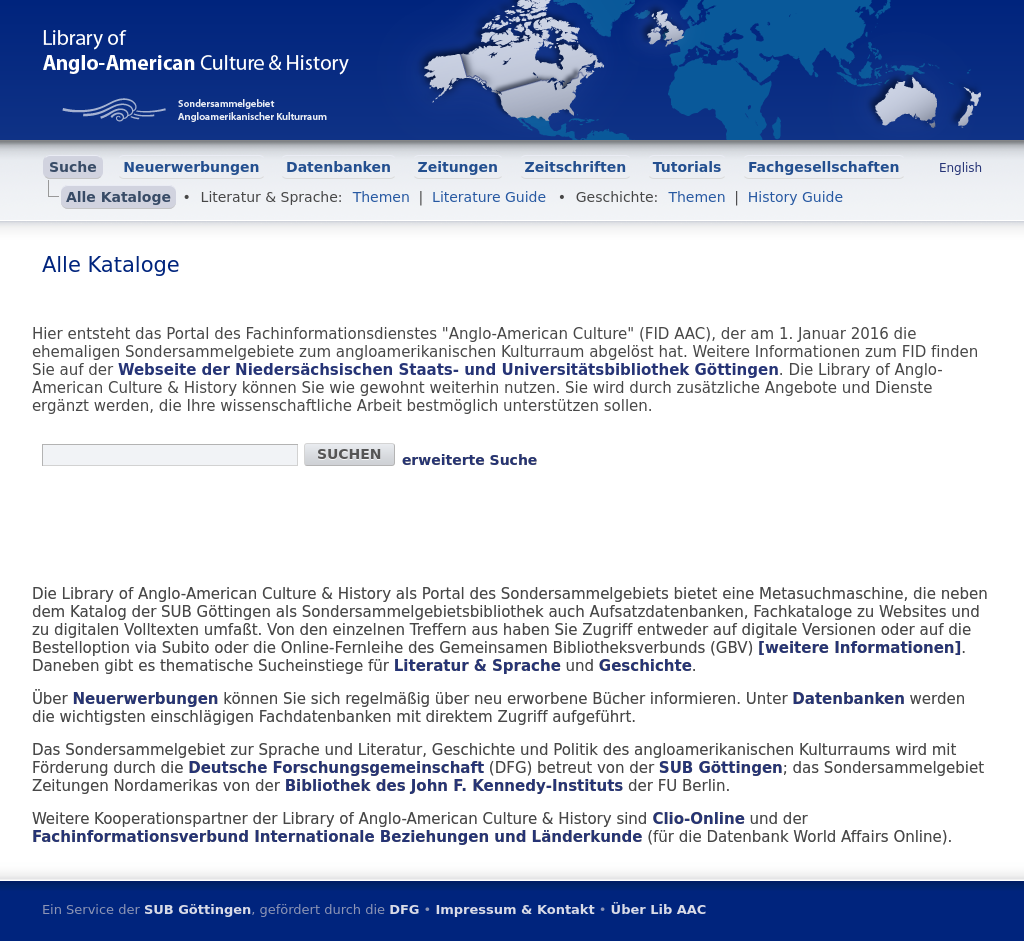 Library of
Anglo-American Culture & History
Sondersammelgebiet
Angloamerikanischer Kulturraum
Suche Neuerwerbungen Datenbanken Zeitungen Zeitschriften Tutorials Fachgesellschaften English
Alle Kataloge • Literatur & Sprache: Themen | Literature Guide • Geschichte: Themen | History Guide
Alle Kataloge
Hier entsteht das Portal des Fachinformationsdienstes "Anglo-American Culture" (FID AAC), der am 1. Januar 2016 die
ehemaligen Sondersammelgebiete zum angloamerikanischen Kulturraum abgelöst hat. Weitere Informationen zum FID finden
Sie auf der Webseite der Niedersächsischen Staats- und Universitätsbibliothek Göttingen. Die Library of Anglo-
American Culture & History können Sie wie gewohnt weiterhin nutzen. Sie wird durch zusätzliche Angebote und Dienste
ergänzt werden, die Ihre wissenschaftliche Arbeit bestmöglich unterstützen sollen.
SUCHEN erweiterte Suche
Die Library of Anglo-American Culture & History als Portal des Sondersammelgebiets bietet eine Metasuchmaschine, die neben
dem Katalog der SUB Göttingen als Sondersammelgebietsbibliothek auch Aufsatzdatenbanken, Fachkataloge zu Websites und
zu digitalen Volltexten umfaßt. Von den einzelnen Treffern aus haben Sie Zugriff entweder auf digitale Versionen oder auf die
Bestelloption via Subito oder die Online-Fernleihe des Gemeinsamen Bibliotheksverbunds (GBV) [weitere Informationen].
Daneben gibt es thematische Sucheinstiege für Literatur & Sprache und Geschichte.
Über Neuerwerbungen können Sie sich regelmäßig über neu erworbene Bücher informieren. Unter Datenbanken werden
die wichtigsten einschlägigen Fachdatenbanken mit direktem Zugriff aufgeführt.
Das Sondersammelgebiet zur Sprache und Literatur, Geschichte und Politik des angloamerikanischen Kulturraums wird mit
Förderung durch die Deutsche Forschungsgemeinschaft (DFG) betreut von der SUB Göttingen; das Sondersammelgebiet
Zeitungen Nordamerikas von der Bibliothek des John F. Kennedy-Instituts der FU Berlin.
Weitere Kooperationspartner der Library of Anglo-American Culture & History sind Clio-Online und der
Fachinformationsverbund Internationale Beziehungen und Länderkunde (für die Datenbank World Affairs Online).
Ein Service der SUB Göttingen, gefördert durch die DFG • Impressum & Kontakt • Über Lib AAC